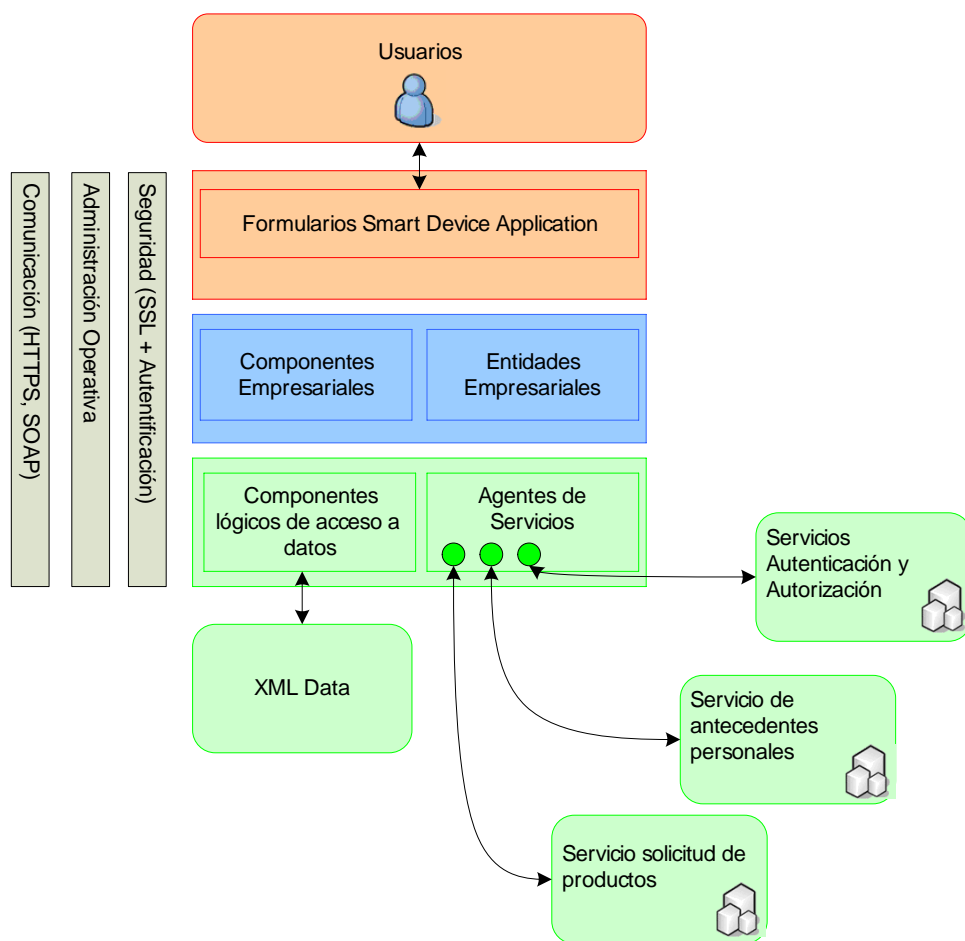 Usuarios
Comunicación (HTTPS, SOAP)
Administración Operativa
Seguridad (SSL + Autentificación)
Formularios Smart Device Application
Componentes
Empresariales
Entidades
Empresariales
Componentes
lógicos de acceso a
datos
Agentes de
Servicios
Servicios
Autenticación y
Autorización
XML Data
Servicio de
antecedentes
personales
Servicio solicitud de
productos